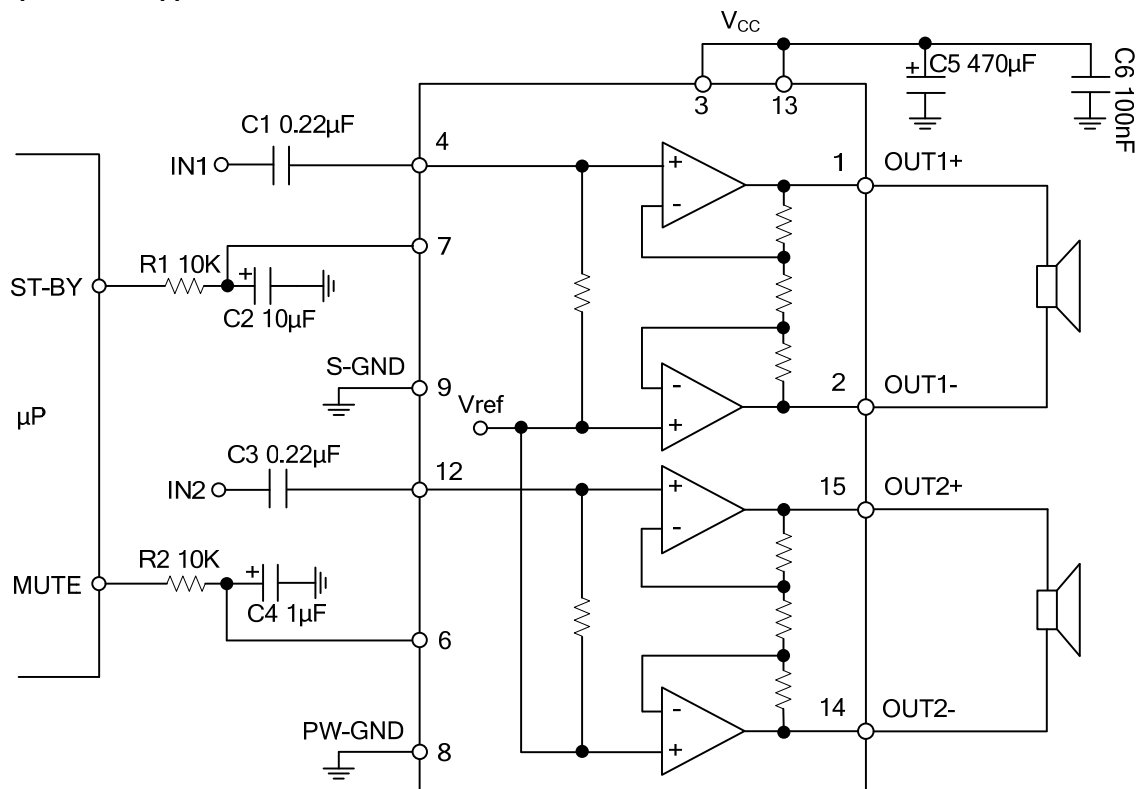 V_CC
C5 470µF
C6 100nF
3
13
C1 0.22µF
IN1
4
+
-
1
OUT1+
7
R1 10K
ST-BY
+
C2 10µF
S-GND
9
µP
Vref
-
+
2
OUT1-
C3 0.22µF
IN2
12
+
-
15
OUT2+
R2 10K
MUTE
+
C4 1µF
6
PW-GND
8
-
+
14
OUT2-
+